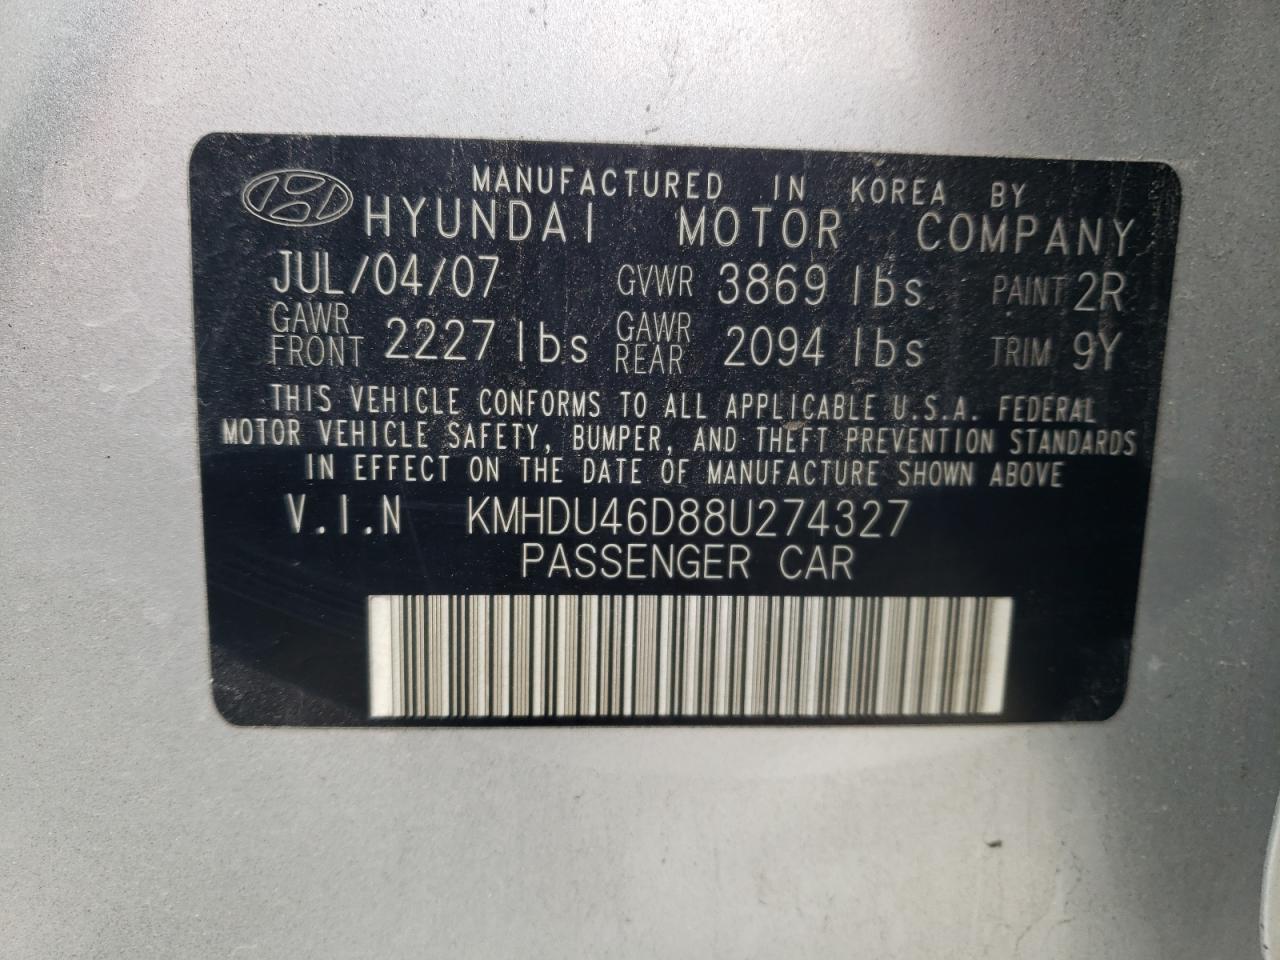 MANUFACTURED IN KOREA BY
HYUNDAI MOTOR COMPANY
JUL/04/07 GVWR 3869 lbs PAINT 2R
GAWR FRONT 2227 lbs GAWR REAR 2094 lbs TRIM 9Y
THIS VEHICLE CONFORMS TO ALL APPLICABLE U.S.A. FEDERAL
MOTOR VEHICLE SAFETY, BUMPER, AND THEFT PREVENTION STANDARDS
IN EFFECT ON THE DATE OF MANUFACTURE SHOWN ABOVE
V.I.N KMHDU46D88U274327
PASSENGER CAR